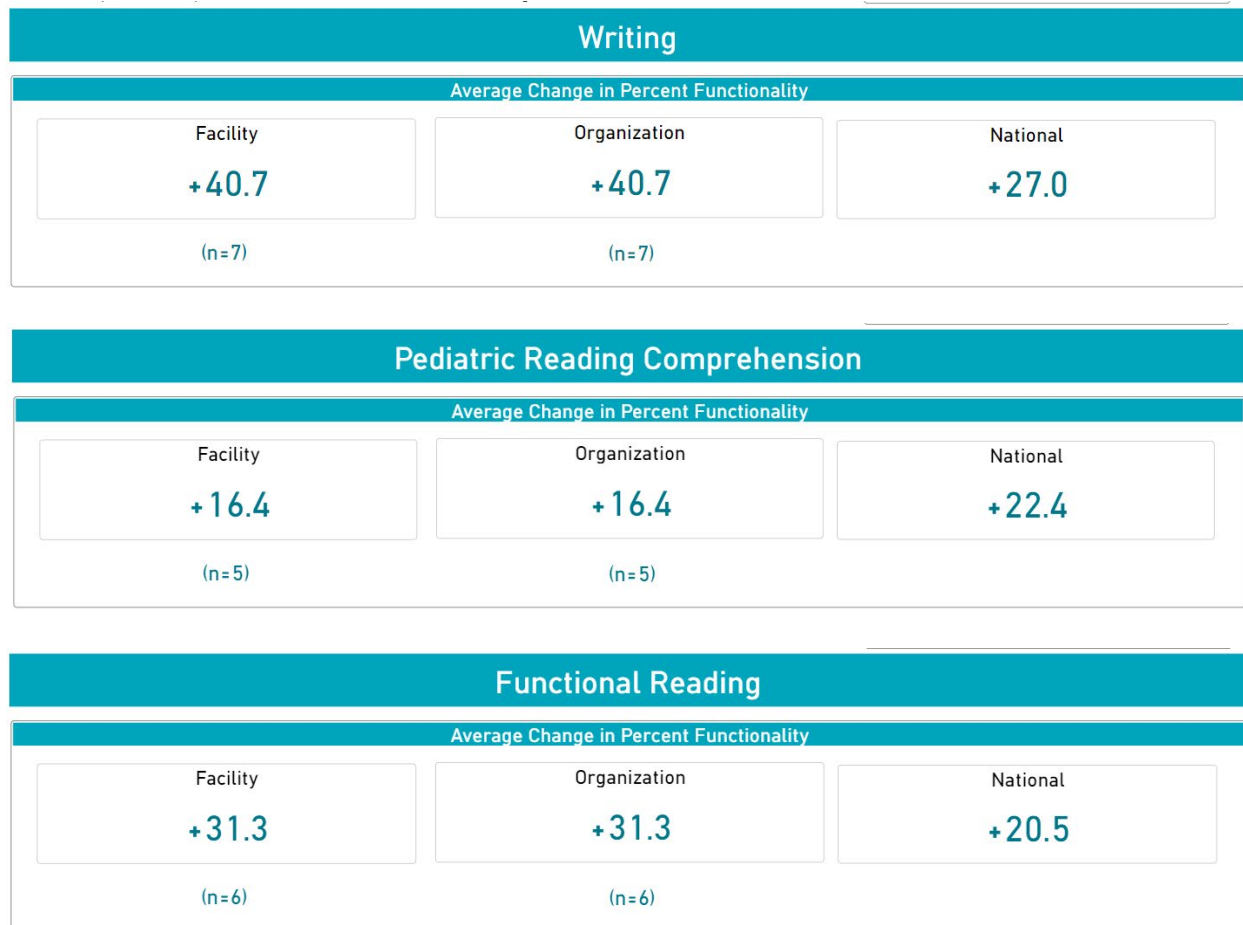 Writing
Average Change in Percent Functionality
Facility Organization National
+40.7 +40.7 +27.0
(n=7) (n=7)
Pediatric Reading Comprehension
Average Change in Percent Functionality
Facility Organization National
+16.4 +16.4 +22.4
(n=5) (n=5)
Functional Reading
Average Change in Percent Functionality
Facility Organization National
+31.3 +31.3 +20.5
(n=6) (n=6)